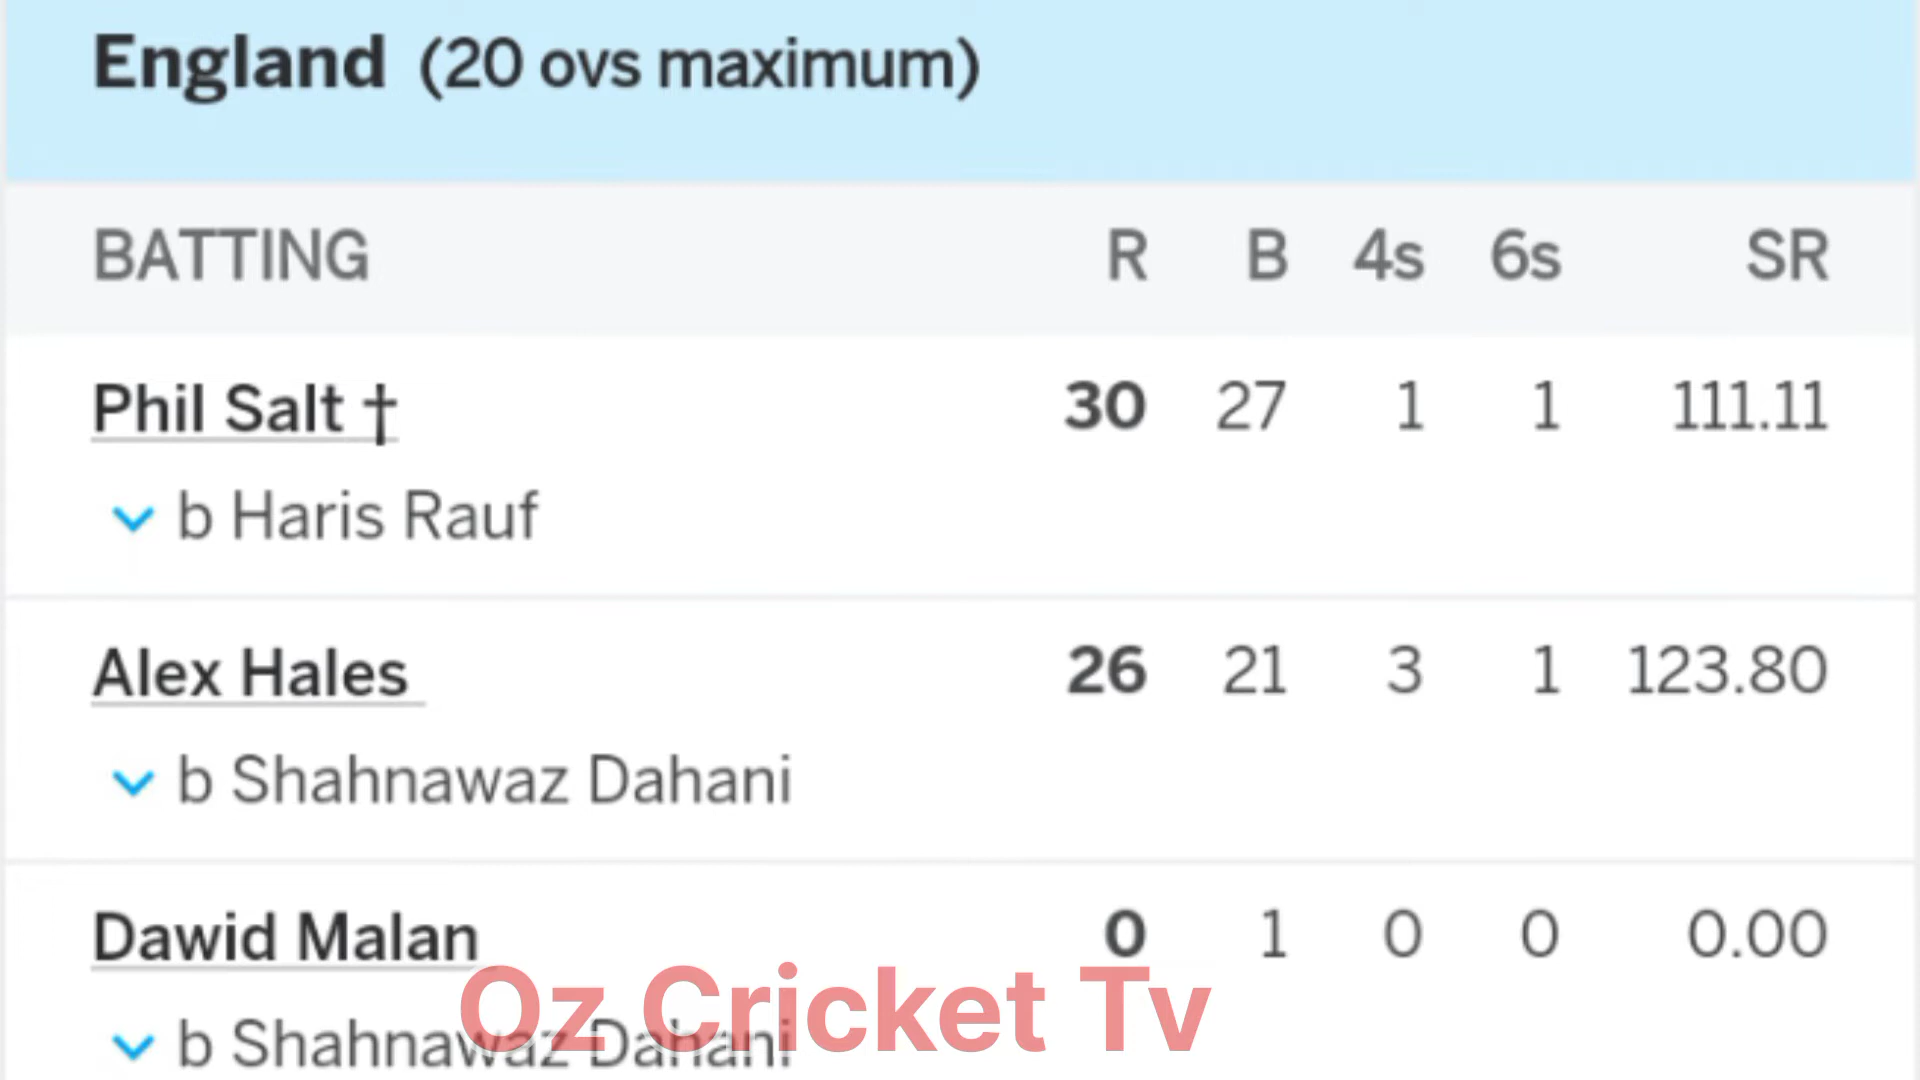 England (20 ovs maximum)
BATTING R B 4s 6s SR
Phil Salt † 30 27 1 1 111.11
b Haris Rauf
Alex Hales 26 21 3 1 123.80
b Shahnawaz Dahani
Dawid Malan 0 1 0 0 0.00
b Shahnawaz Dahani
Oz Cricket Tv